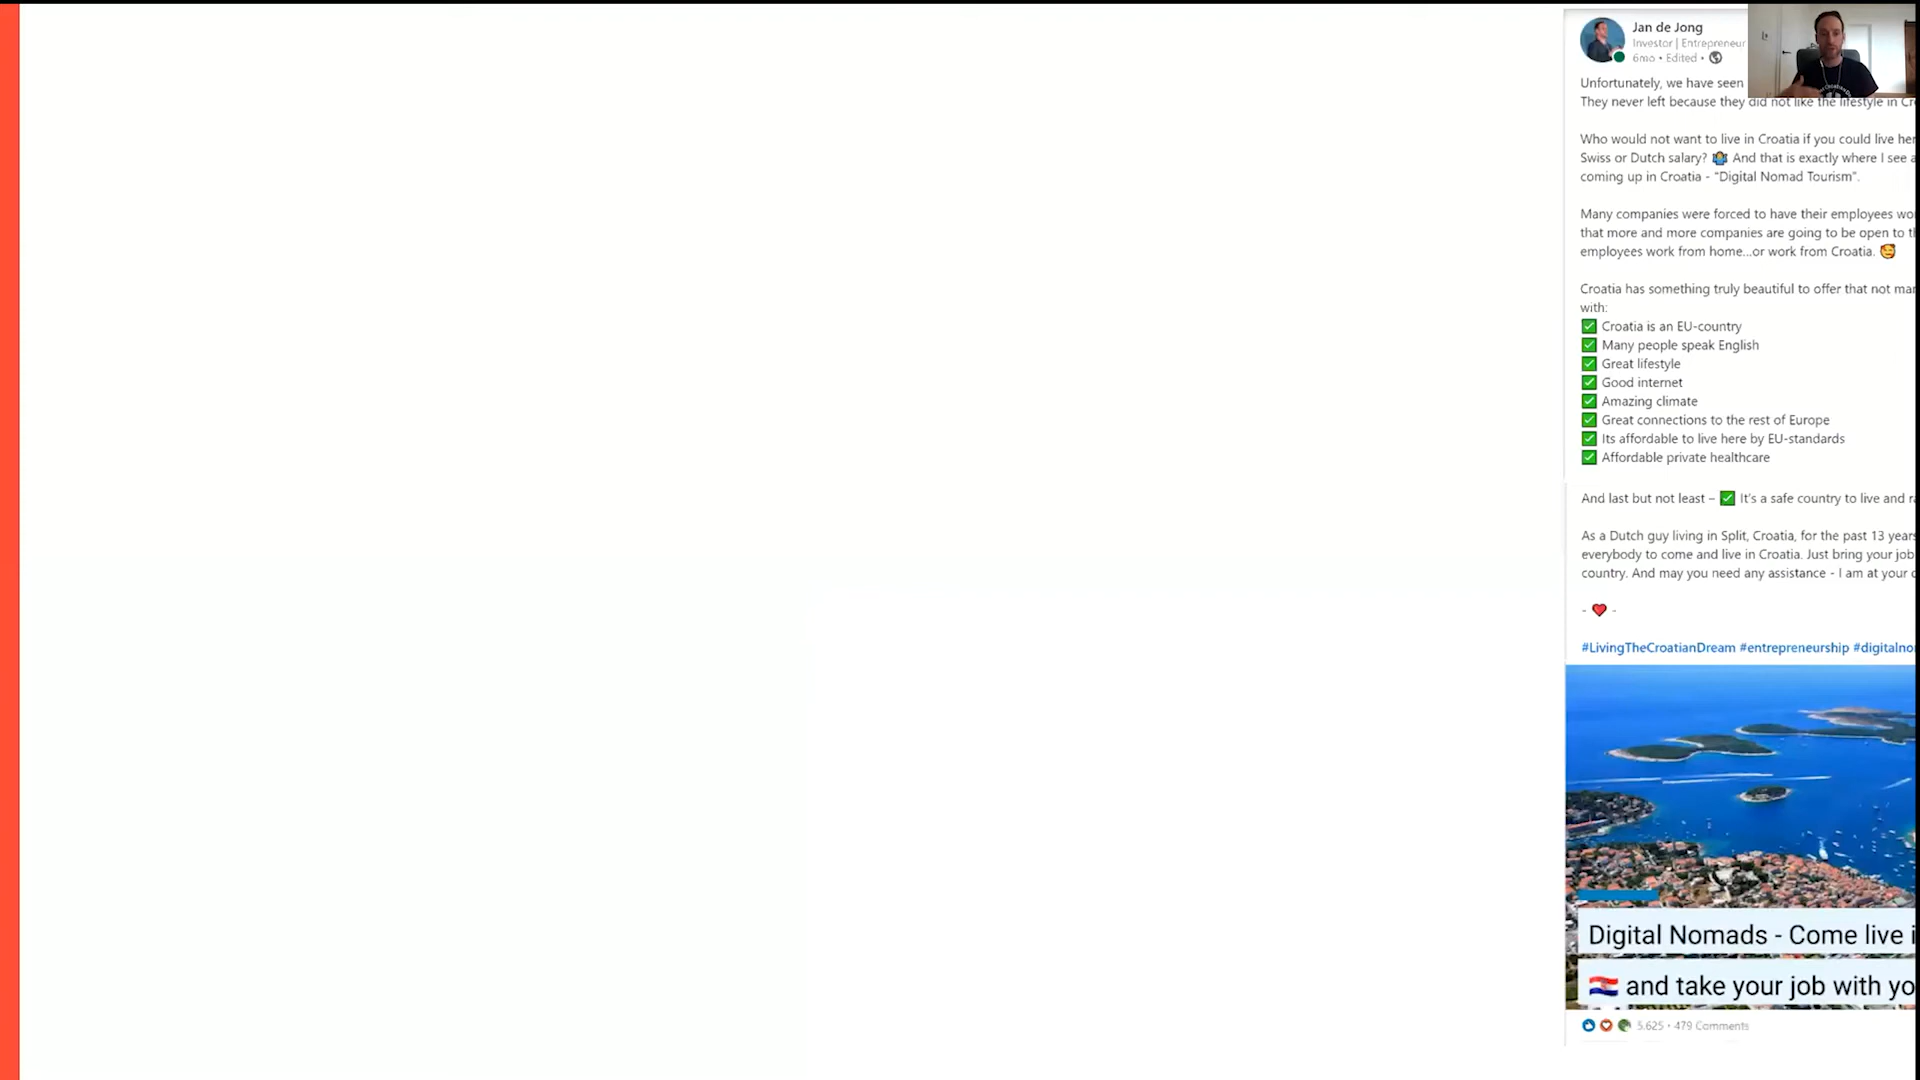 Jan de Jong
Investor | Entrepreneur
6mo • Edited •
Unfortunately, we have seen
They never left because they did not like the lifestyle in Cr
Who would not want to live in Croatia if you could live her
Swiss or Dutch salary? 🤷‍♂️ And that is exactly where I see a
coming up in Croatia - "Digital Nomad Tourism".
Many companies were forced to have their employees wo
that more and more companies are going to be open to t
employees work from home...or work from Croatia. 🥰
Croatia has something truly beautiful to offer that not ma
with:
✅ Croatia is an EU-country
✅ Many people speak English
✅ Great lifestyle
✅ Good internet
✅ Amazing climate
✅ Great connections to the rest of Europe
✅ Its affordable to live here by EU-standards
✅ Affordable private healthcare
And last but not least – ✅ It's a safe country to live and r
As a Dutch guy living in Split, Croatia, for the past 13 years
everybody to come and live in Croatia. Just bring your job
country. And may you need any assistance - I am at your
- ❤️ -
#LivingTheCroatianDream #entrepreneurship #digitalno
Digital Nomads - Come live i
🇭🇷 and take your job with yo
5.625 • 479 Comments